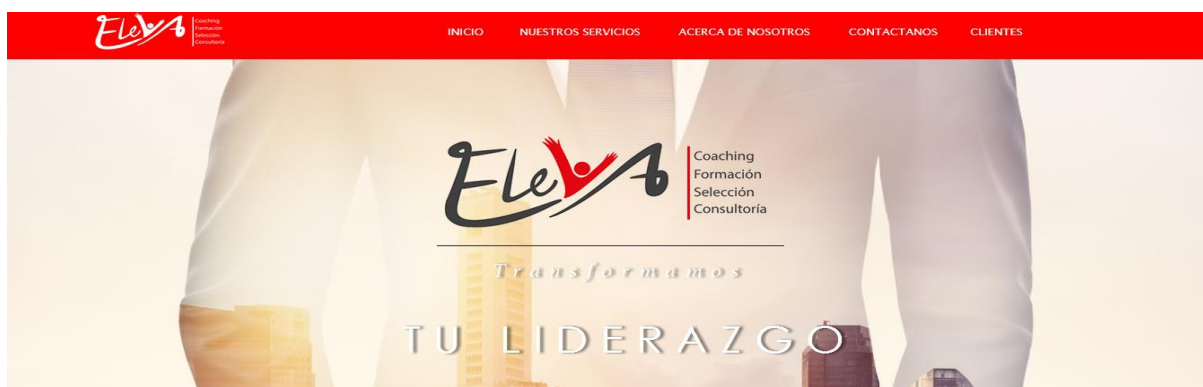 EleVA
Coaching
Formación
Selección
Consultoría
INICIO NUESTROS SERVICIOS ACERCA DE NOSOTROS CONTACTANOS CLIENTES
EleVA
Coaching
Formación
Selección
Consultoría
Transformamos
TU LIDERAZGO